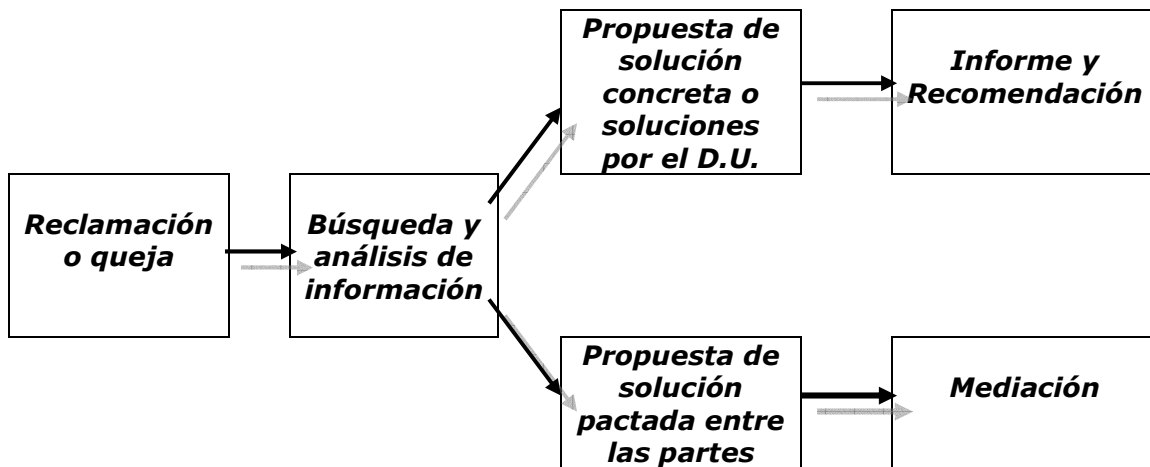 Reclamación
o queja
Búsqueda y
análisis de
información
Propuesta de
solución
concreta o
soluciones
por el D.U.
Informe y
Recomendación
Propuesta de
solución
pactada entre
las partes
Mediación